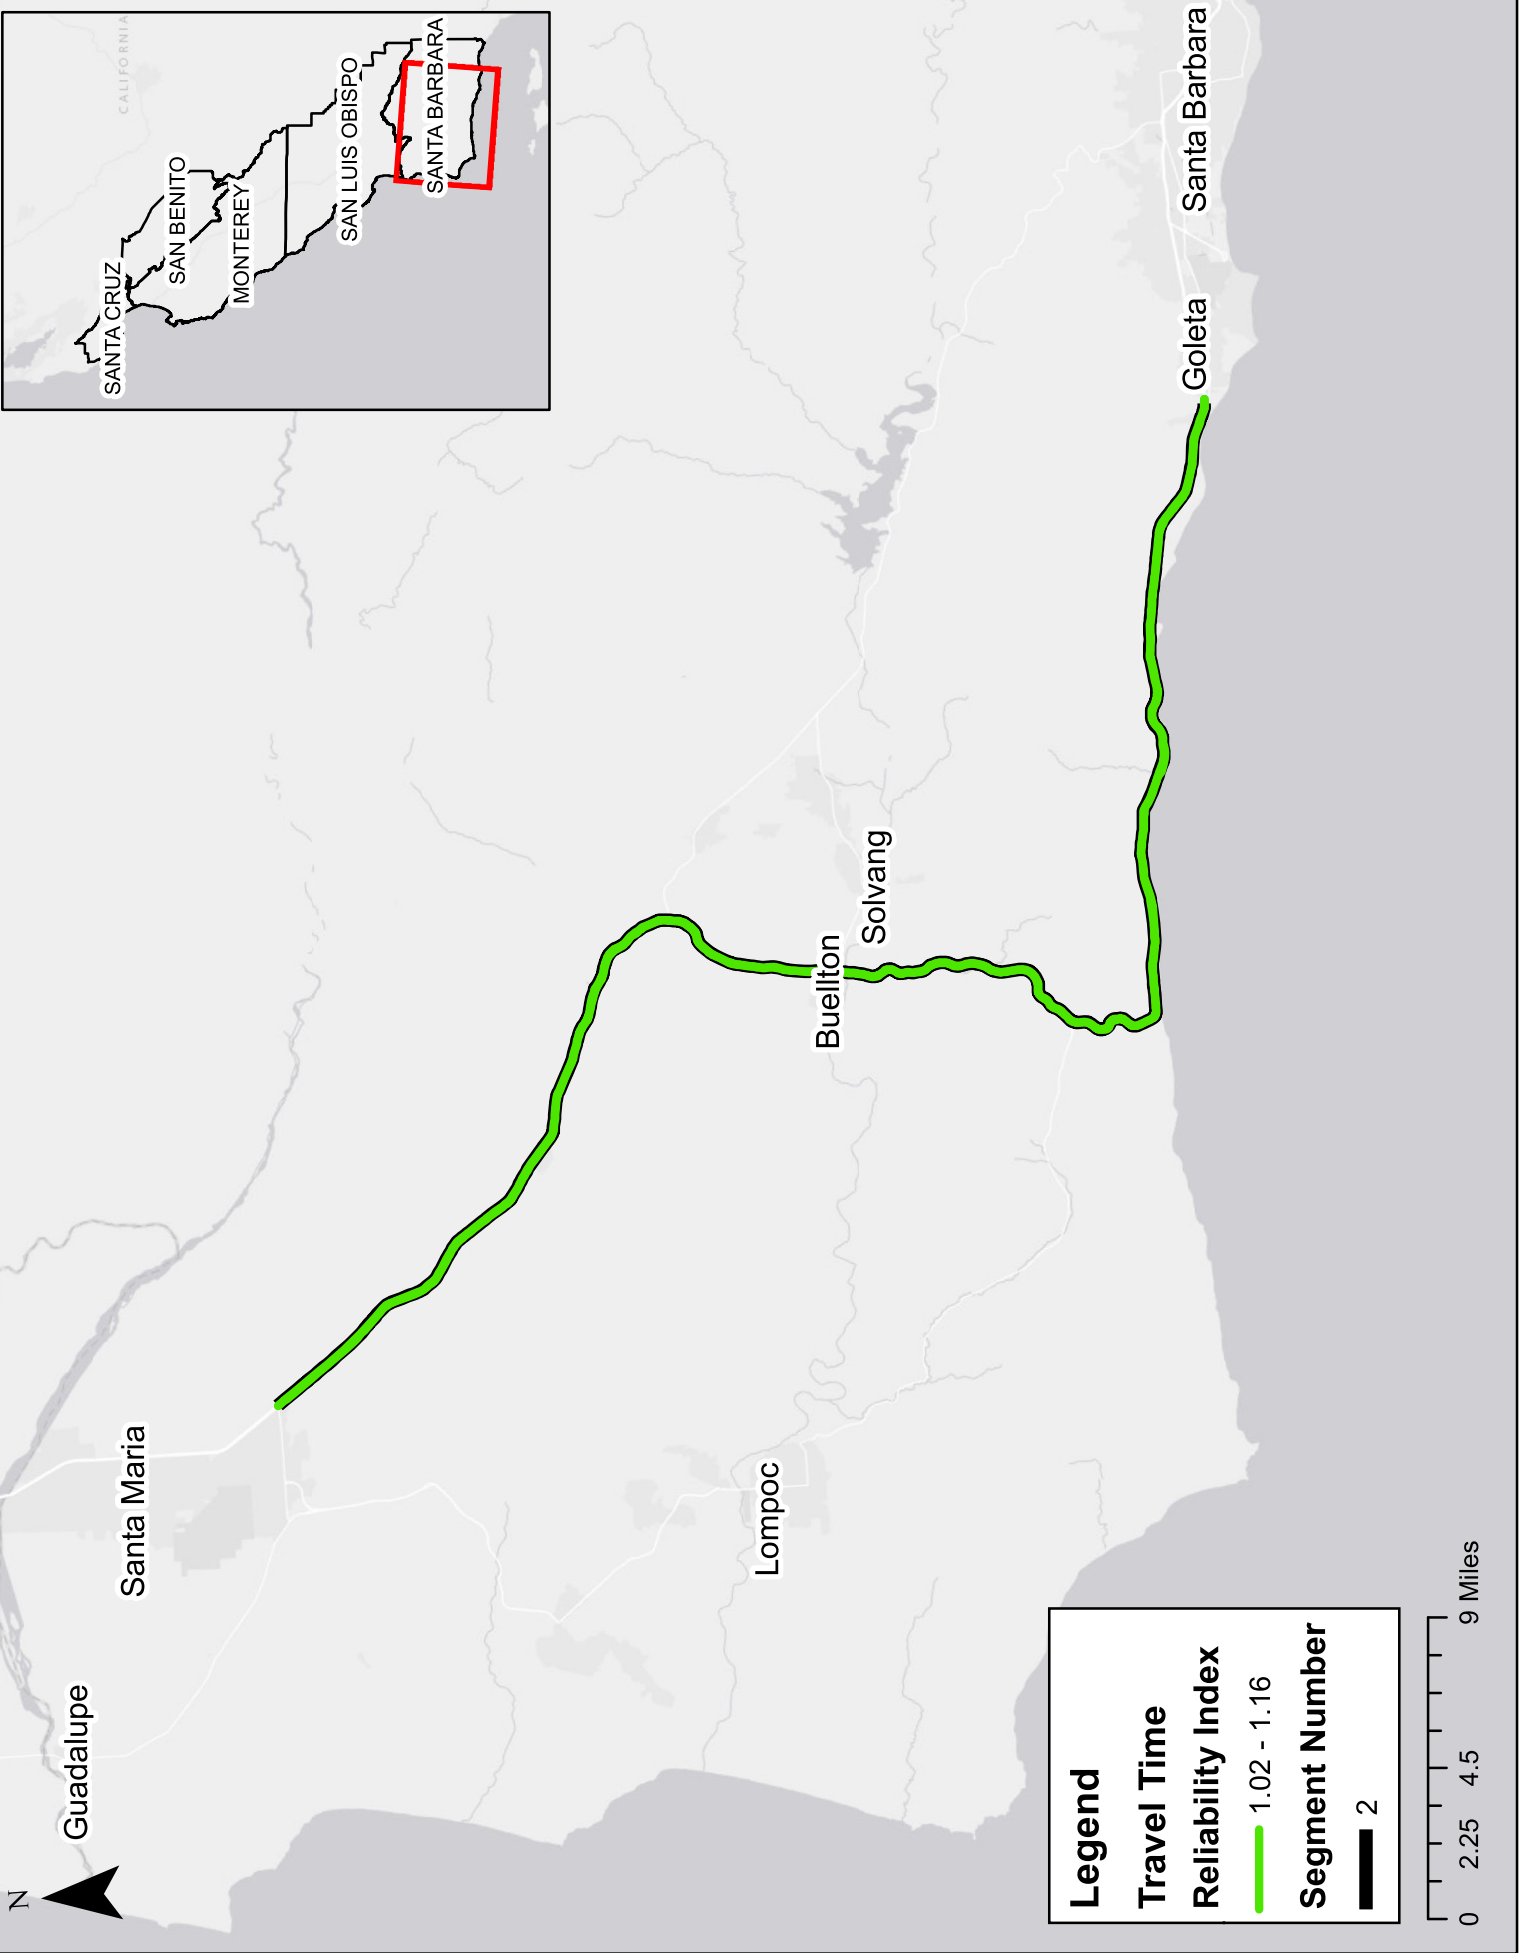 CALIFORNIA
SANTA CRUZ
SAN BENITO
MONTEREY
SAN LUIS OBISPO
SANTA BARBARA
N
Guadalupe
Santa Maria
Lompoc
Buellton
Solvang
Goleta
Santa Barbara
Legend
Travel Time
Reliability Index
1.02 - 1.16
Segment Number
2
0 2.25 4.5 9 Miles